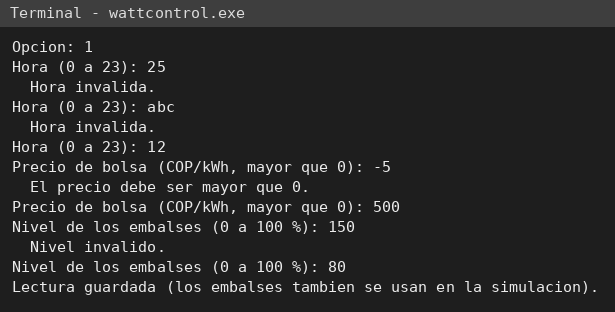 Terminal - wattcontrol.exe
Opcion: 1
Hora (0 a 23): 25
  Hora invalida.
Hora (0 a 23): abc
  Hora invalida.
Hora (0 a 23): 12
Precio de bolsa (COP/kWh, mayor que 0): -5
  El precio debe ser mayor que 0.
Precio de bolsa (COP/kWh, mayor que 0): 500
Nivel de los embalses (0 a 100 %): 150
  Nivel invalido.
Nivel de los embalses (0 a 100 %): 80
Lectura guardada (los embalses tambien se usan en la simulacion).